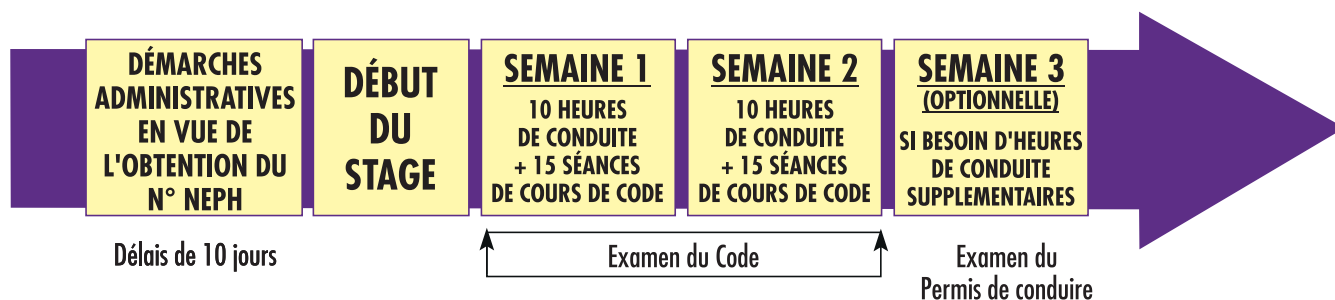 DÉMARCHES
ADMINISTRATIVES
EN VUE DE
L'OBTENTION DU
N° NEPH
DÉBUT
DU
STAGE
SEMAINE 1
10 HEURES
DE CONDUITE
+ 15 SÉANCES
DE COURS DE CODE
SEMAINE 2
10 HEURES
DE CONDUITE
+ 15 SÉANCES
DE COURS DE CODE
SEMAINE 3
(OPTIONNELLE)
SI BESOIN D'HEURES
DE CONDUITE
SUPPLEMENTAIRES
Délais de 10 jours
Examen du Code
Examen du
Permis de conduire